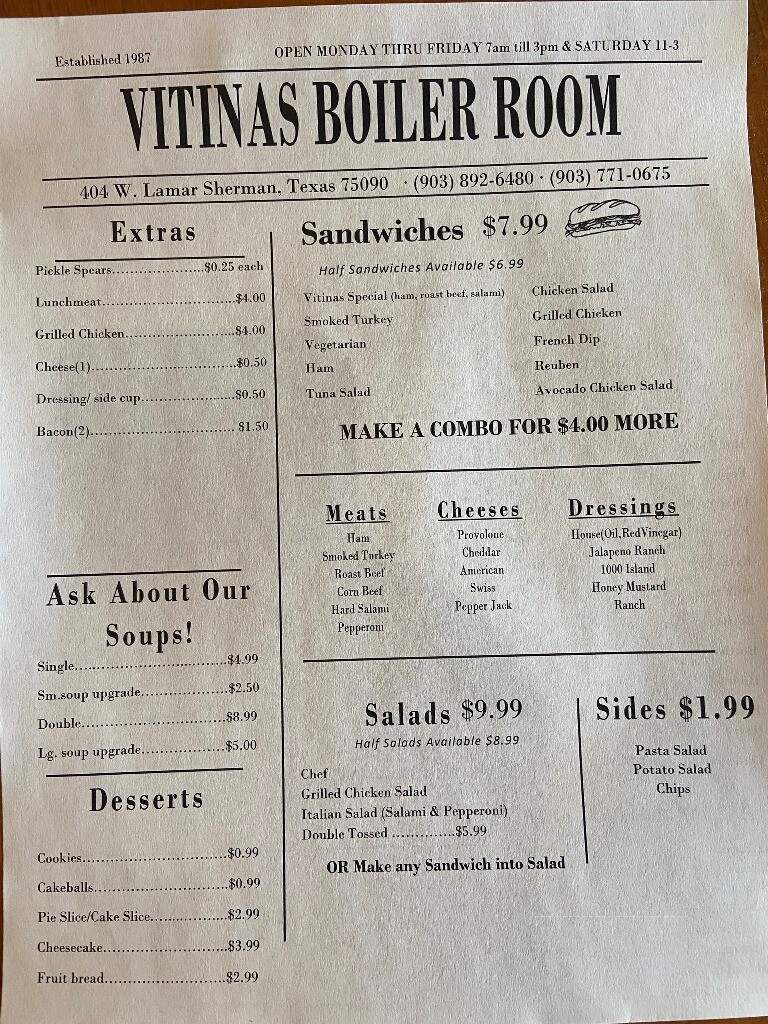 Established 1987
OPEN MONDAY THRU FRIDAY 7am till 3pm & SATURDAY 11-3
VITINAS BOILER ROOM
404 W. Lamar Sherman, Texas 75090 · (903) 892-6480 · (903) 771-0675
Extras
Pickle Spears......................$0.25 each
Lunchmeat................................$4.00
Grilled Chicken..........................$4.00
Cheese(1)...................................$0.50
Dressing/ side cup.......................$0.50
Bacon(2)................................... $1.50
Ask About Our
Soups!
Single.....................................$4.99
Sm.soup upgrade.....................$2.50
Double...................................$8.99
Lg. soup upgrade....................$5.00
Desserts
Cookies...................................$0.99
Cakeballs................................$0.99
Pie Slice/Cake Slice...................$2.99
Cheesecake..............................$3.99
Fruit bread..............................$2.99
Sandwiches $7.99
Half Sandwiches Available $6.99
Vitinas Special (ham, roast beef, salami)
Smoked Turkey
Vegetarian
Ham
Tuna Salad
Chicken Salad
Grilled Chicken
French Dip
Reuben
Avocado Chicken Salad
MAKE A COMBO FOR $4.00 MORE
Meats
Ham
Smoked Turkey
Roast Beef
Corn Beef
Hard Salami
Pepperoni
Cheeses
Provolone
Cheddar
American
Swiss
Pepper Jack
Dressings
House(Oil,RedVinegar)
Jalapeno Ranch
1000 Island
Honey Mustard
Ranch
Salads $9.99
Half Salads Available $8.99
Chef
Grilled Chicken Salad
Italian Salad (Salami & Pepperoni)
Double Tossed ..............$5.99
OR Make any Sandwich into Salad
Sides $1.99
Pasta Salad
Potato Salad
Chips